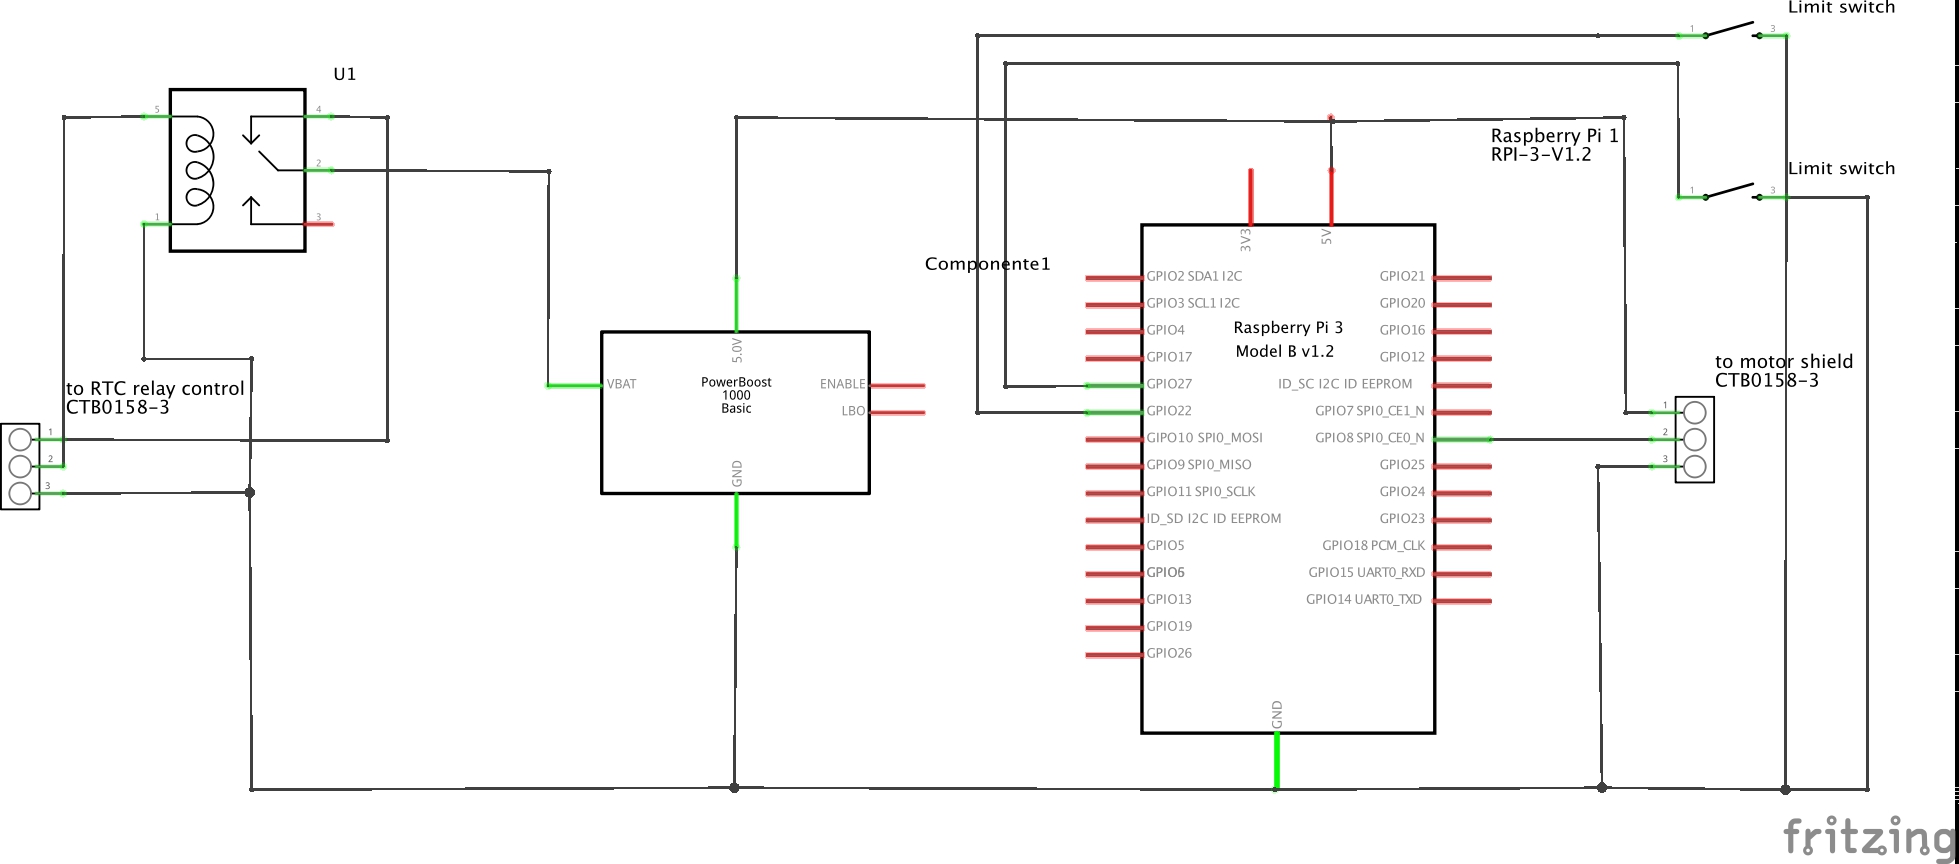 Limit switch
1
3
U1
5
4
2
1
3
Raspberry Pi 1
RPI-3-V1.2
Limit switch
1
3
3V3
5V
Componente1
GPIO2 SDA1 I2C
GPIO21
GPIO3 SCL1 I2C
GPIO20
GPIO4
Raspberry Pi 3
GPIO16
GPIO17
Model B v1.2
GPIO12
5.0V
VBAT
PowerBoost
1000
Basic
ENABLE
LBO
GPIO27
ID_SC I2C ID EEPROM
GPIO22
GPIO7 SPI0_CE1_N
GIPO10 SPI0_MOSI
GPIO8 SPI0_CE0_N
GPIO9 SPI0_MISO
GPIO25
GPIO11 SPI0_SCLK
GPIO24
ID_SD I2C ID EEPROM
GPIO23
GPIO5
GPIO18 PCM_CLK
GPIO6
GPIO15 UART0_RXD
GPIO13
GPIO14 UART0_TXD
GPIO19
GPIO26
GND
GND
to motor shield
CTB0158-3
1
2
3
to RTC relay control
CTB0158-3
1
2
3
fritzing